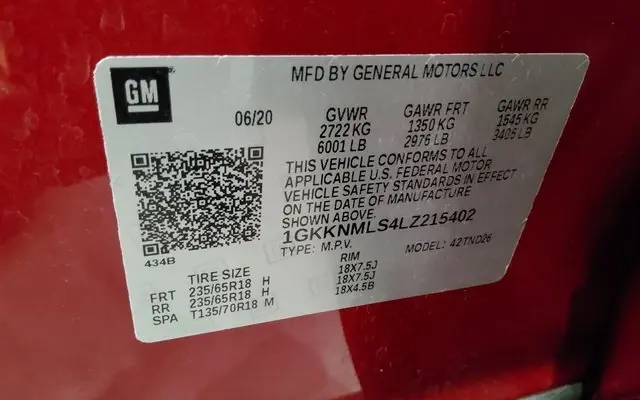 GM
MFD BY GENERAL MOTORS LLC
06/20 GVWR GAWR FRT GAWR RR
2722 KG 1350 KG 1545 KG
6001 LB 2976 LB 3406 LB
THIS VEHICLE CONFORMS TO ALL
APPLICABLE U.S. FEDERAL MOTOR
VEHICLE SAFETY STANDARDS IN EFFECT
ON THE DATE OF MANUFACTURE
SHOWN ABOVE.
1GKKNMLS4LZ215402
TYPE: M.P.V. MODEL: 42TND26
434B
TIRE SIZE RIM
FRT 235/65R18 H 18X7.5J
RR 235/65R18 H 18X7.5J
SPA T135/70R18 M 18X4.5B